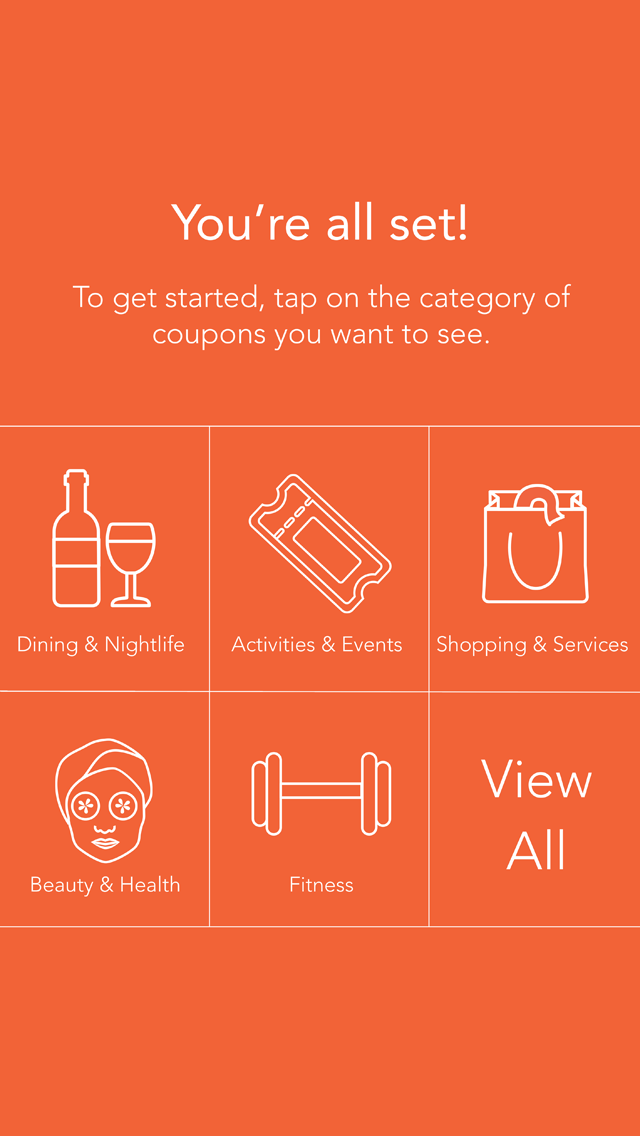 You’re all set!
To get started, tap on the category of
coupons you want to see.
Dining & Nightlife
Activities & Events
Shopping & Services
Beauty & Health
Fitness
View
All